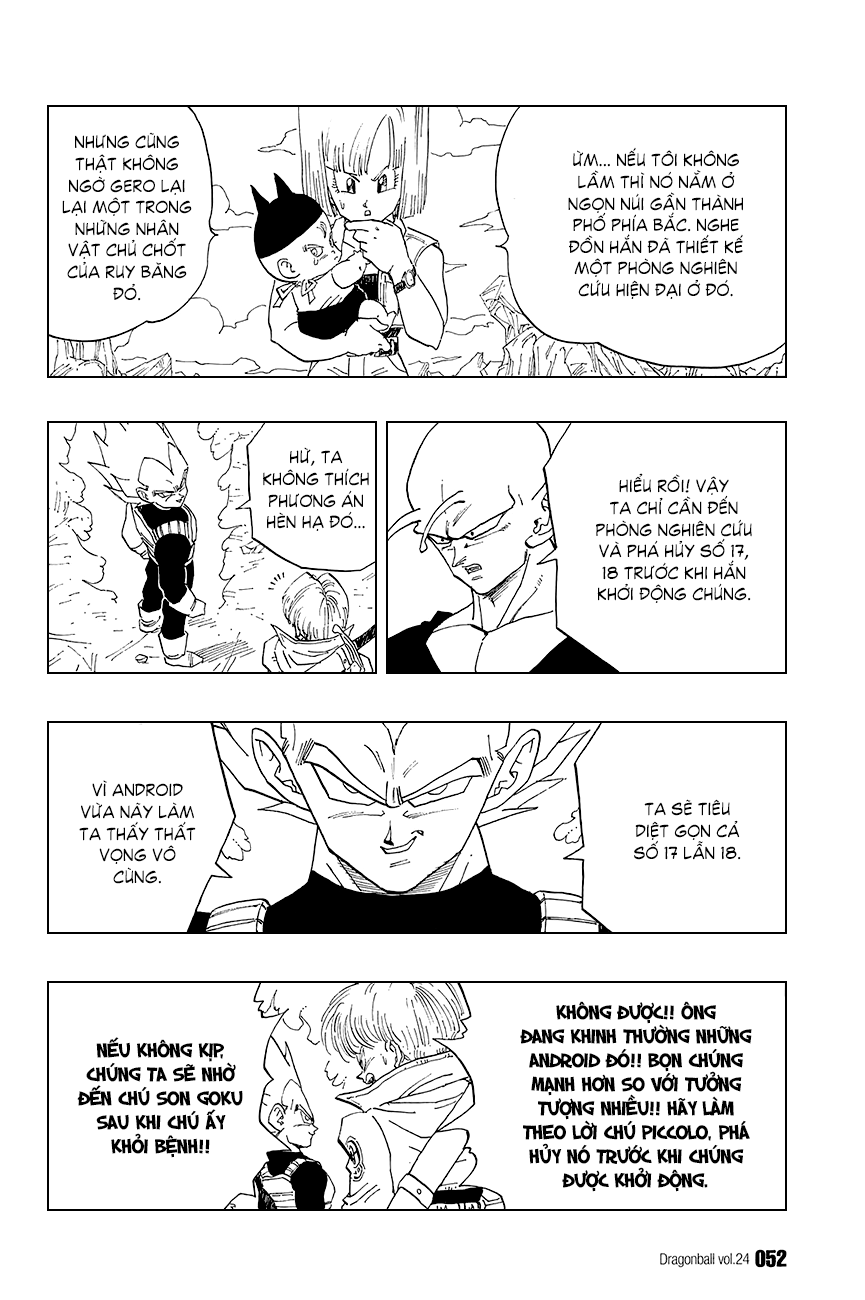 ỪM... NẾU TÔI KHÔNG
LẦM THÌ NÓ NẰM Ở
NGỌN NÚI GẦN THÀNH
PHỐ PHÍA BẮC. NGHE
ĐỒN HẮN ĐÃ THIẾT KẾ
MỘT PHÒNG NGHIÊN
CỨU HIỆN ĐẠI Ở ĐÓ.
NHƯNG CŨNG
THẬT KHÔNG
NGỜ GERO LẠI
LẠI MỘT TRONG
NHỮNG NHÂN
VẬT CHỦ CHỐT
CỦA RUY BĂNG
ĐỎ.
HIỂU RỒI! VẬY
TA CHỈ CẦN ĐẾN
PHÒNG NGHIÊN CỨU
VÀ PHÁ HỦY SỐ 17,
18 TRƯỚC KHI HẮN
KHỞI ĐỘNG CHÚNG.
HỪ, TA
KHÔNG THÍCH
PHƯƠNG ÁN
HÈN HẠ ĐÓ...
TA SẼ TIÊU
DIỆT GỌN CẢ
SỐ 17 LẪN 18.
VÌ ANDROID
VỪA NÃY LÀM
TA THẤY THẤT
VỌNG VÔ
CÙNG.
KHÔNG ĐƯỢC!! ÔNG
ĐANG KHINH THƯỜNG NHỮNG
ANDROID ĐÓ!! BỌN CHÚNG
MẠNH HƠN SO VỚI TƯỞNG
TƯỢNG NHIỀU!! HÃY LÀM
THEO LỜI CHÚ PICCOLO, PHÁ
HỦY NÓ TRƯỚC KHI CHÚNG
ĐƯỢC KHỞI ĐỘNG.
NẾU KHÔNG KỊP,
CHÚNG TA SẼ NHỜ
ĐẾN CHÚ SON GOKU
SAU KHI CHÚ ẤY
KHỎI BỆNH!!
Dragonball vol.24 052